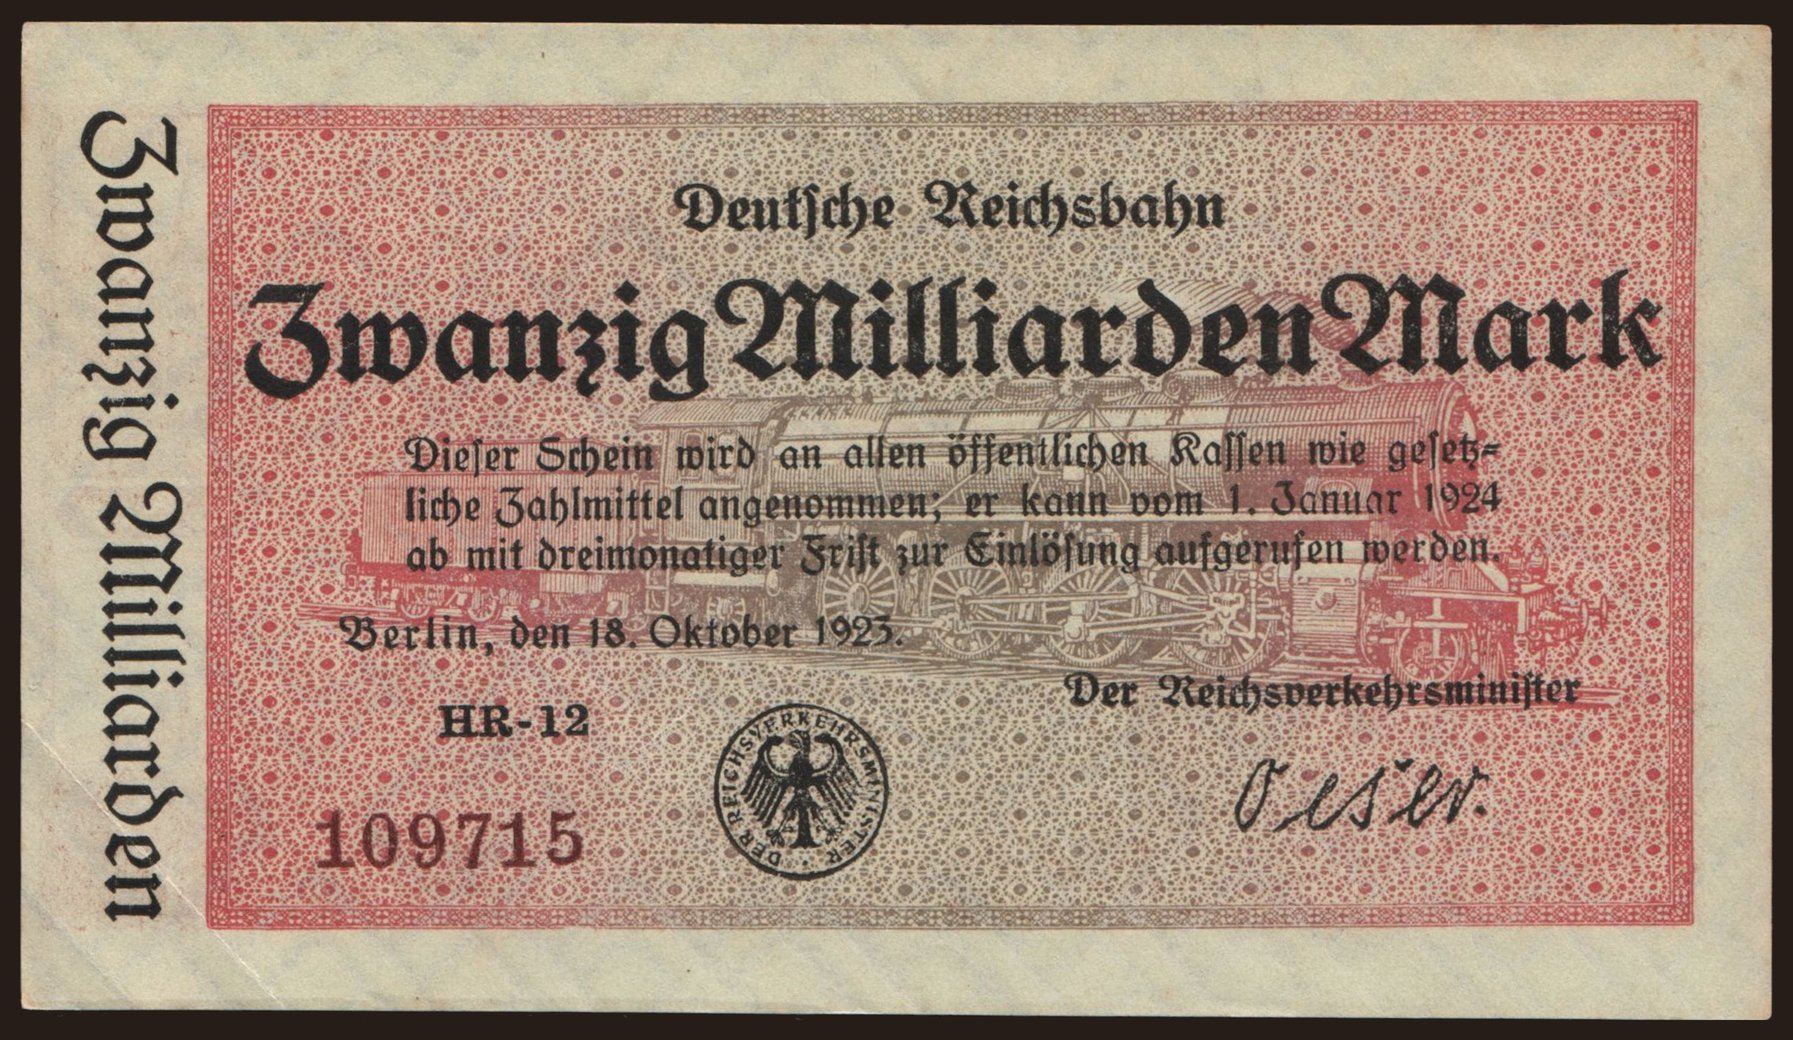 Zwanzig Milliarden
Deutsche Reichsbahn
Zwanzig Milliarden Mark
Dieser Schein wird an allen öffentlichen Kassen wie gesetz=
liche Zahlmittel angenommen; er kann vom 1. Januar 1924
ab mit dreimonatiger Frist zur Einlösung aufgerufen werden.
Berlin, den 18. Oktober 1923.
Der Reichsverkehrsminister
HR-12
DER REICHSVERKEHRSMINISTER
Oeser.
109715